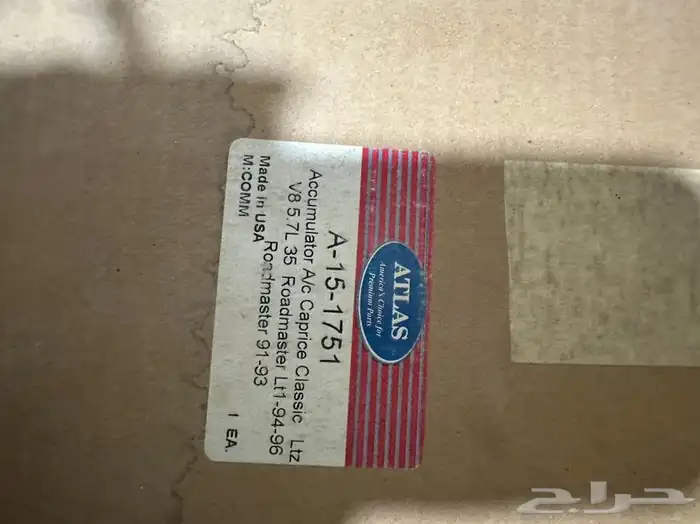 ATLAS
America's Choice for
Premium Parts
A-15-1751
Accumulator A/c Caprice Classic Ltz
V8 5.7L 35 Roadmaster Lt1-94-96
Roadmaster 91-93
Made in USA
M:COMM
1 EA.
حراج